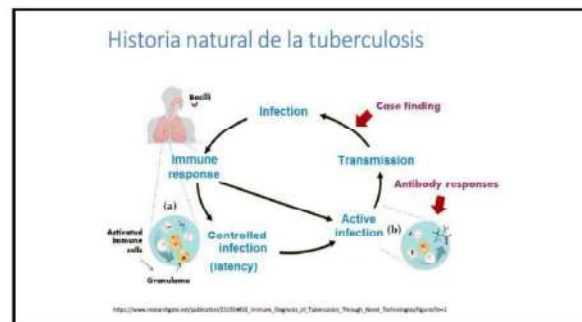 Historia natural de la tuberculosis
Bacilli
Infection
Case finding
Immune
response
Transmission
Antibody responses
(a)
Activated
Immune
cells
Controlled
infection
(latency)
Active
infection
(b)
Granuloma